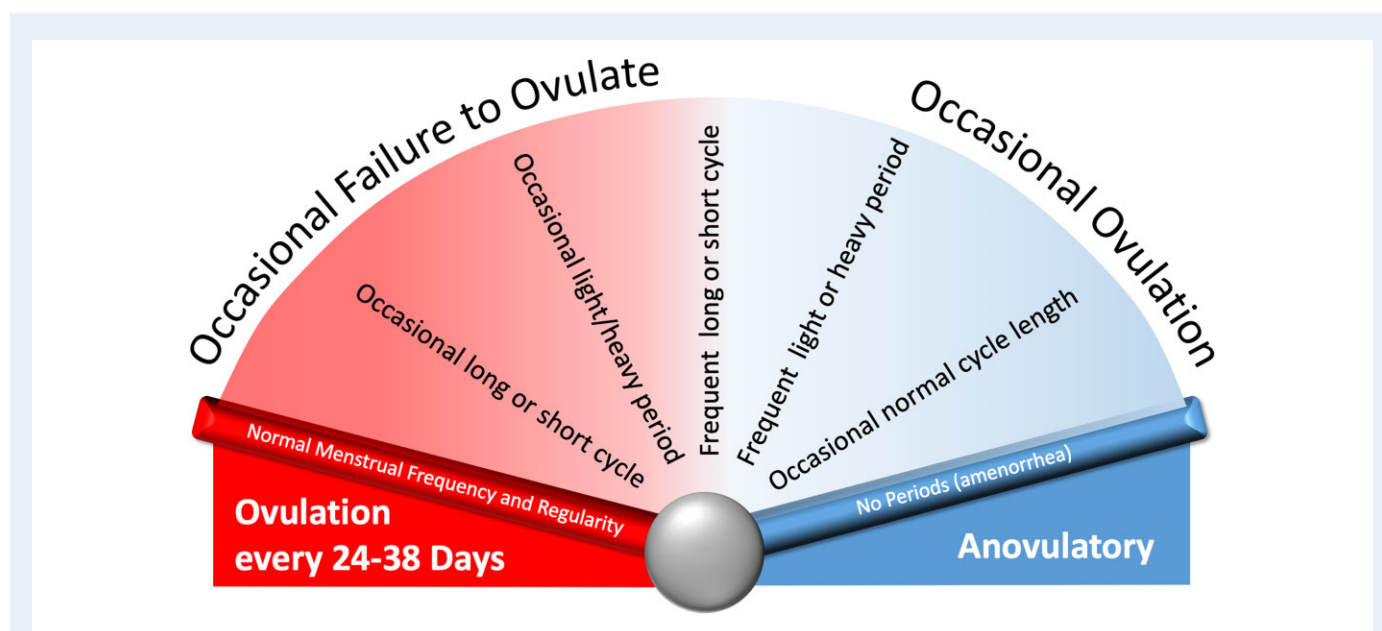 Occasional Failure to Ovulate
Occasional Ovulation
Occasional long or short cycle
Occasional light/heavy period
Frequent long or short cycle
Frequent light or heavy period
Occasional normal cycle length
Normal Menstrual Frequency and Regularity
No Periods (amenorrhea)
Ovulation
every 24-38 Days
Anovulatory